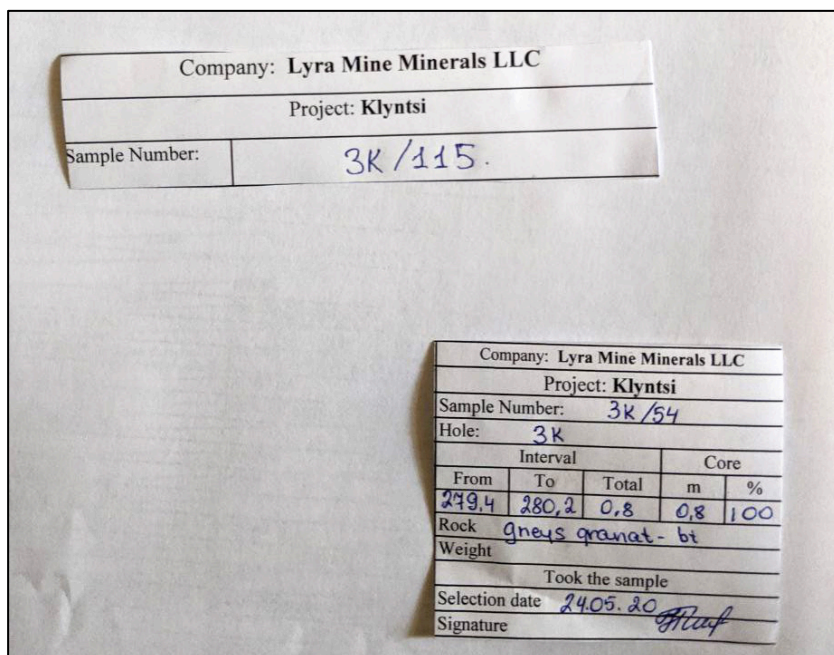 Company: Lyra Mine Minerals LLC
Project: Klyntsi
Sample Number: 3K/115.
Company: Lyra Mine Minerals LLC
Project: Klyntsi
Sample Number: 3K/54
Hole: 3K
Interval Core
From To Total m %
279,4 280,2 0,8 0,8 100
Rock gneys granat - bt
Weight
Took the sample
Selection date 24.05.20
Signature